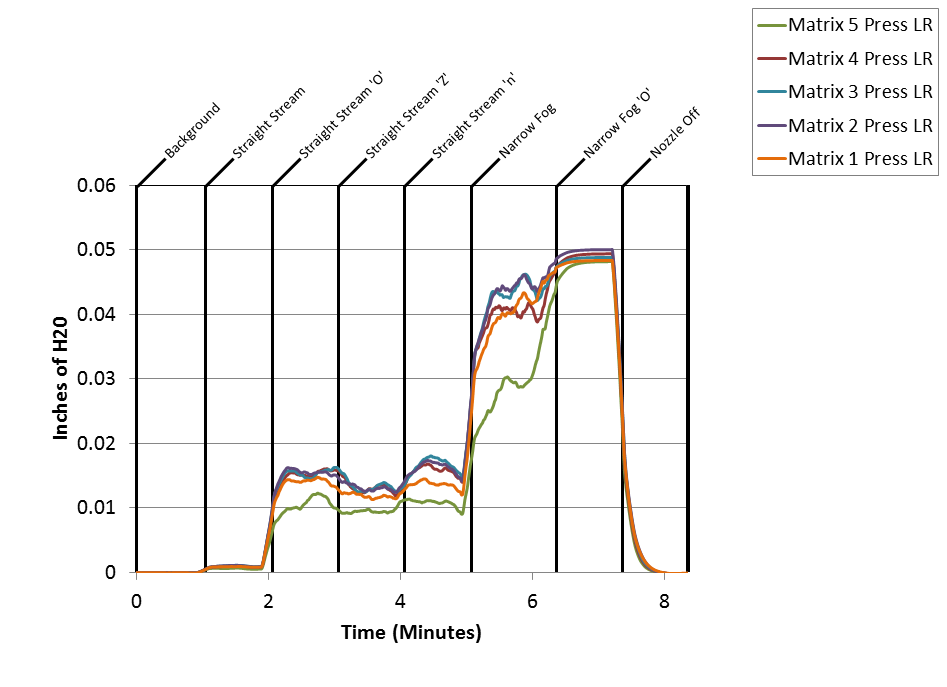 Matrix 5 Press LR
Matrix 4 Press LR
Matrix 3 Press LR
Matrix 2 Press LR
Matrix 1 Press LR
Background
Straight Stream
Straight Stream 'O'
Straight Stream 'Z'
Straight Stream 'n'
Narrow Fog
Narrow Fog 'O'
Nozzle Off
0.06
0.05
0.04
0.03
0.02
0.01
0
Inches of H20
0 2 4 6 8
Time (Minutes)